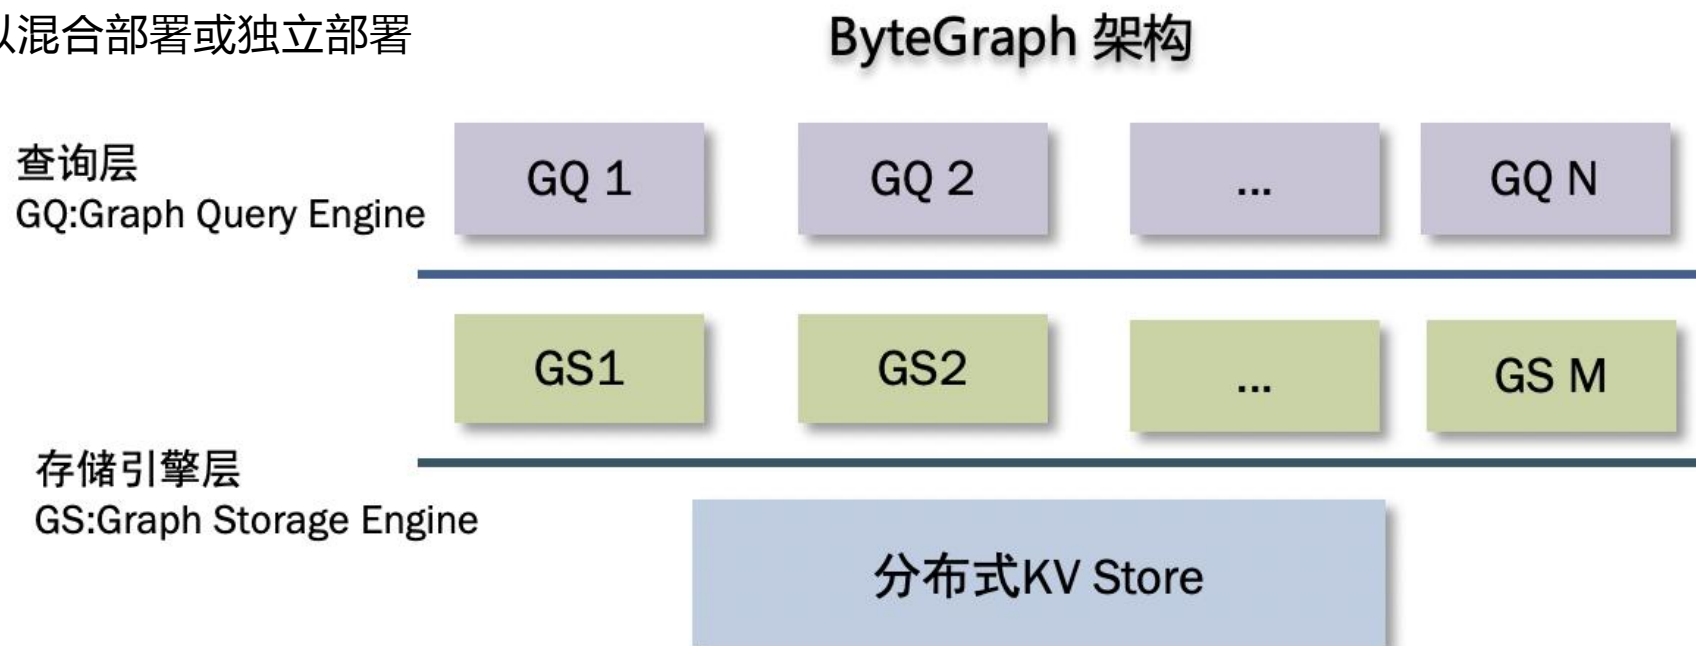 以混合部署或独立部署
ByteGraph 架构
查询层
GQ:Graph Query Engine
GQ 1
GQ 2
...
GQ N
GS1
GS2
...
GS M
存储引擎层
GS:Graph Storage Engine
分布式KV Store